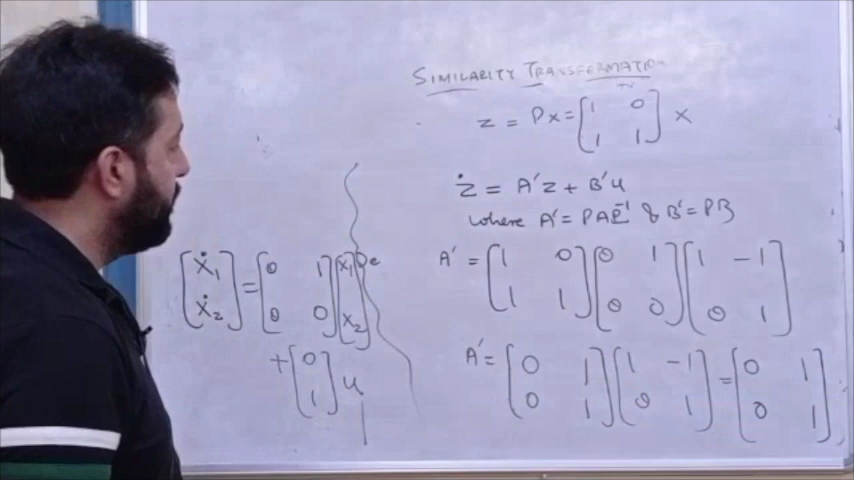 SIMILARITY TRANSFORMATION
z = Px = [1 0; 1 1] x
ż = A'z + B'u
where A' = PAP⁻¹ & B' = PB
A' = [1 0; 1 1] [0 1; 0 0] [1 -1; 0 1]
A' = [0 1; 0 1] [1 -1; 0 1] = [0 1; 0 1]
[ẋ₁; ẋ₂] = [0 1; 0 0] [x₁; x₂]
+ [0; 1] u